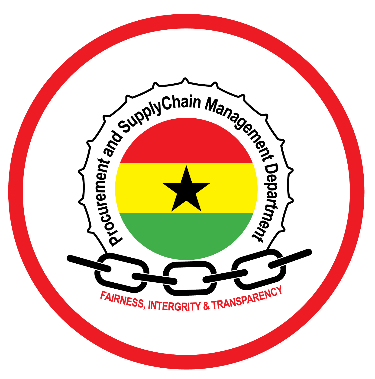 Procurement and SupplyChain Management Department
FAIRNESS, INTERGRITY & TRANSPARENCY